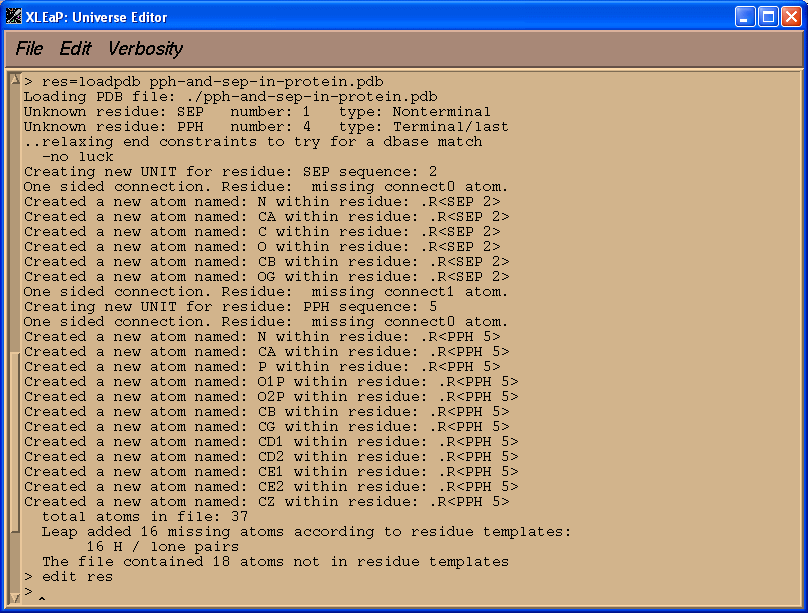 XLEaP: Universe Editor
File Edit Verbosity
> res=loadpdb pph-and-sep-in-protein.pdb
Loading PDB file: ./pph-and-sep-in-protein.pdb
Unknown residue: SEP   number: 1   type: Nonterminal
Unknown residue: PPH   number: 4   type: Terminal/last
..relaxing end constraints to try for a dbase match
  -no luck
Creating new UNIT for residue: SEP sequence: 2
One sided connection. Residue:  missing connect0 atom.
Created a new atom named: N within residue: .R<SEP 2>
Created a new atom named: CA within residue: .R<SEP 2>
Created a new atom named: C within residue: .R<SEP 2>
Created a new atom named: O within residue: .R<SEP 2>
Created a new atom named: CB within residue: .R<SEP 2>
Created a new atom named: OG within residue: .R<SEP 2>
One sided connection. Residue:  missing connect1 atom.
Creating new UNIT for residue: PPH sequence: 5
One sided connection. Residue:  missing connect0 atom.
Created a new atom named: N within residue: .R<PPH 5>
Created a new atom named: CA within residue: .R<PPH 5>
Created a new atom named: P within residue: .R<PPH 5>
Created a new atom named: O1P within residue: .R<PPH 5>
Created a new atom named: O2P within residue: .R<PPH 5>
Created a new atom named: CB within residue: .R<PPH 5>
Created a new atom named: CG within residue: .R<PPH 5>
Created a new atom named: CD1 within residue: .R<PPH 5>
Created a new atom named: CD2 within residue: .R<PPH 5>
Created a new atom named: CE1 within residue: .R<PPH 5>
Created a new atom named: CE2 within residue: .R<PPH 5>
Created a new atom named: CZ within residue: .R<PPH 5>
  total atoms in file: 37
  Leap added 16 missing atoms according to residue templates:
       16 H / lone pairs
  The file contained 18 atoms not in residue templates
> edit res
>